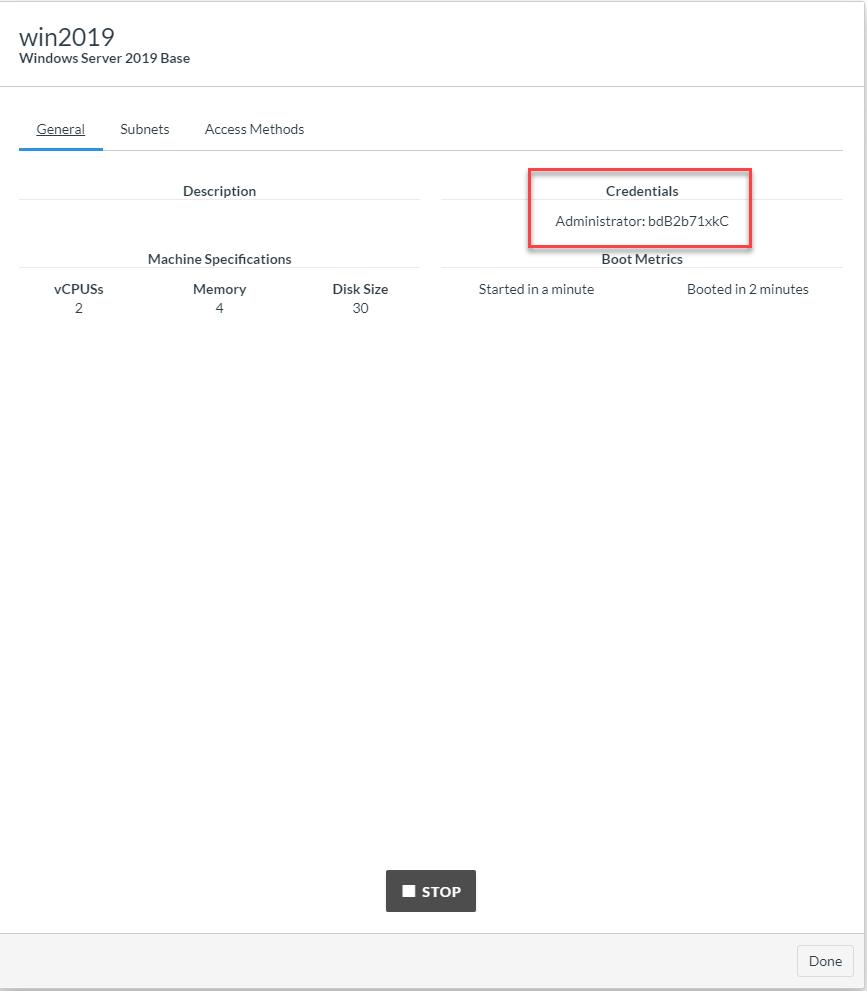 win2019
Windows Server 2019 Base
General Subnets Access Methods
Description
Credentials
Administrator: bdB2b71xkC
Machine Specifications
vCPUSs Memory Disk Size
2 4 30
Boot Metrics
Started in a minute Booted in 2 minutes
STOP
Done